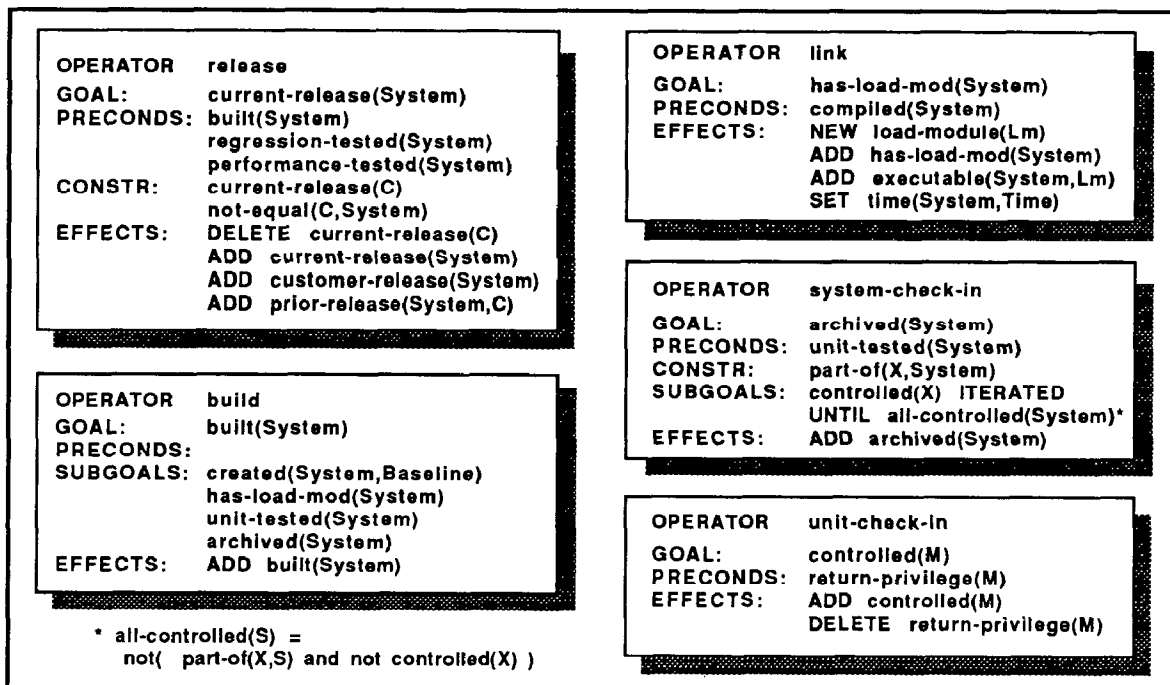 OPERATOR release
GOAL: current-release(System)
PRECONDS: built(System)
regression-tested(System)
performance-tested(System)
CONSTR: current-release(C)
not-equal(C,System)
EFFECTS: DELETE current-release(C)
ADD current-release(System)
ADD customer-release(System)
ADD prior-release(System,C)
OPERATOR build
GOAL: built(System)
PRECONDS:
SUBGOALS: created(System,Baseline)
has-load-mod(System)
unit-tested(System)
archived(System)
EFFECTS: ADD built(System)
* all-controlled(S) =
not( part-of(X,S) and not controlled(X) )
OPERATOR link
GOAL: has-load-mod(System)
PRECONDS: compiled(System)
EFFECTS: NEW load-module(Lm)
ADD has-load-mod(System)
ADD executable(System,Lm)
SET time(System,Time)
OPERATOR system-check-in
GOAL: archived(System)
PRECONDS: unit-tested(System)
CONSTR: part-of(X,System)
SUBGOALS: controlled(X) ITERATED
UNTIL all-controlled(System)*
EFFECTS: ADD archived(System)
OPERATOR unit-check-in
GOAL: controlled(M)
PRECONDS: return-privilege(M)
EFFECTS: ADD controlled(M)
DELETE return-privilege(M)